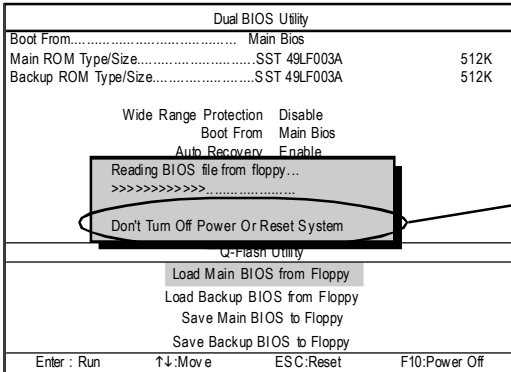 Dual BIOS Utility
Boot From..................................... Main Bios
Main ROM Type/Size...........................SST 49LF003A 512K
Backup ROM Type/Size.......................SST 49LF003A 512K
Wide Range Protection Disable
Boot From Main Bios
Auto Recovery Enable
Reading BIOS file from floppy...
>>>>>>>>>>>>>.....................
Don't Turn Off Power Or Reset System
Q-Flash Utility
Load Main BIOS from Floppy
Load Backup BIOS from Floppy
Save Main BIOS to Floppy
Save Backup BIOS to Floppy
Enter : Run ↑↓:Move ESC:Reset F10:Power Off